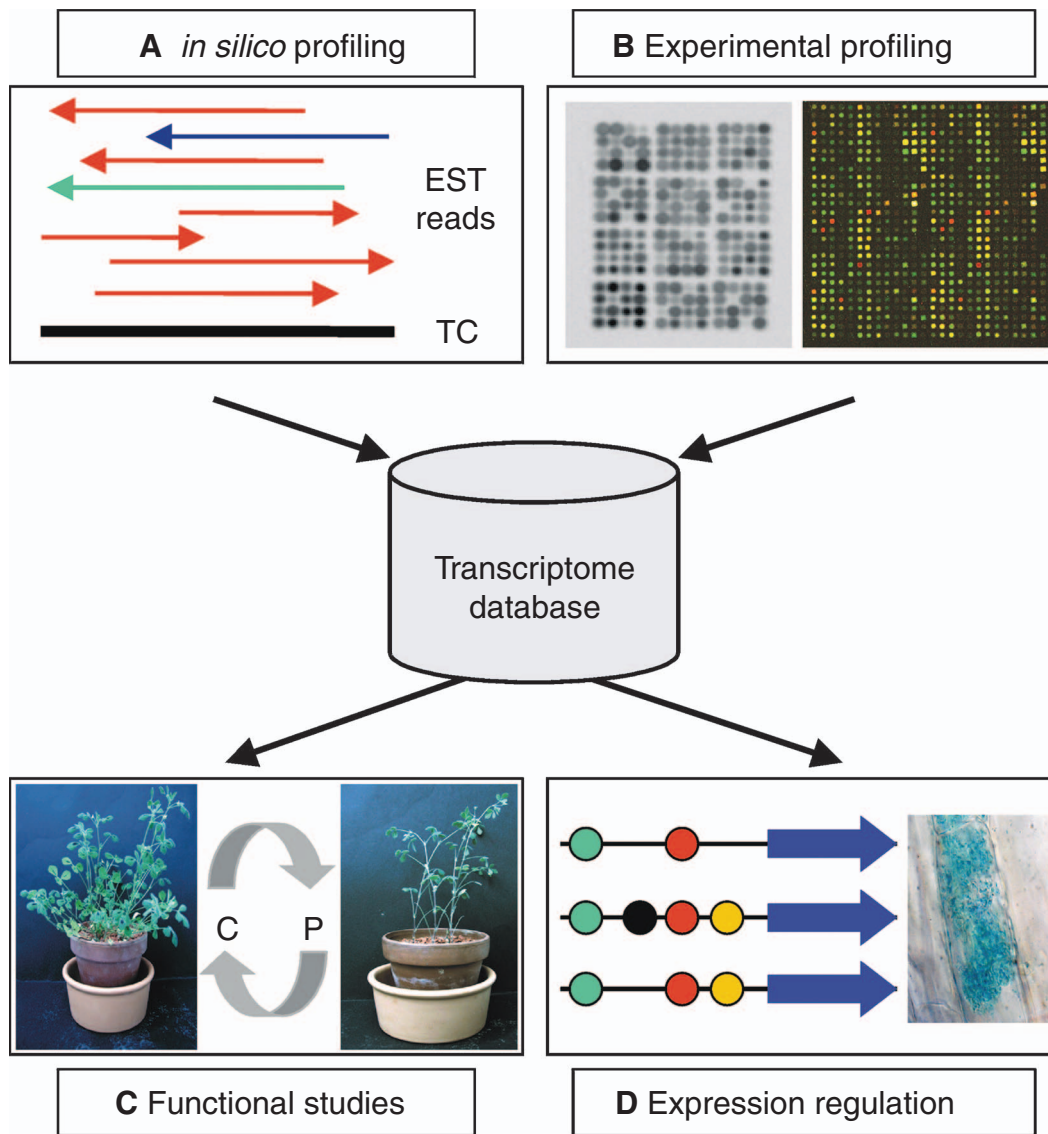 A in silico profiling
B Experimental profiling
EST
reads
TC
Transcriptome
database
C P
C Functional studies
D Expression regulation